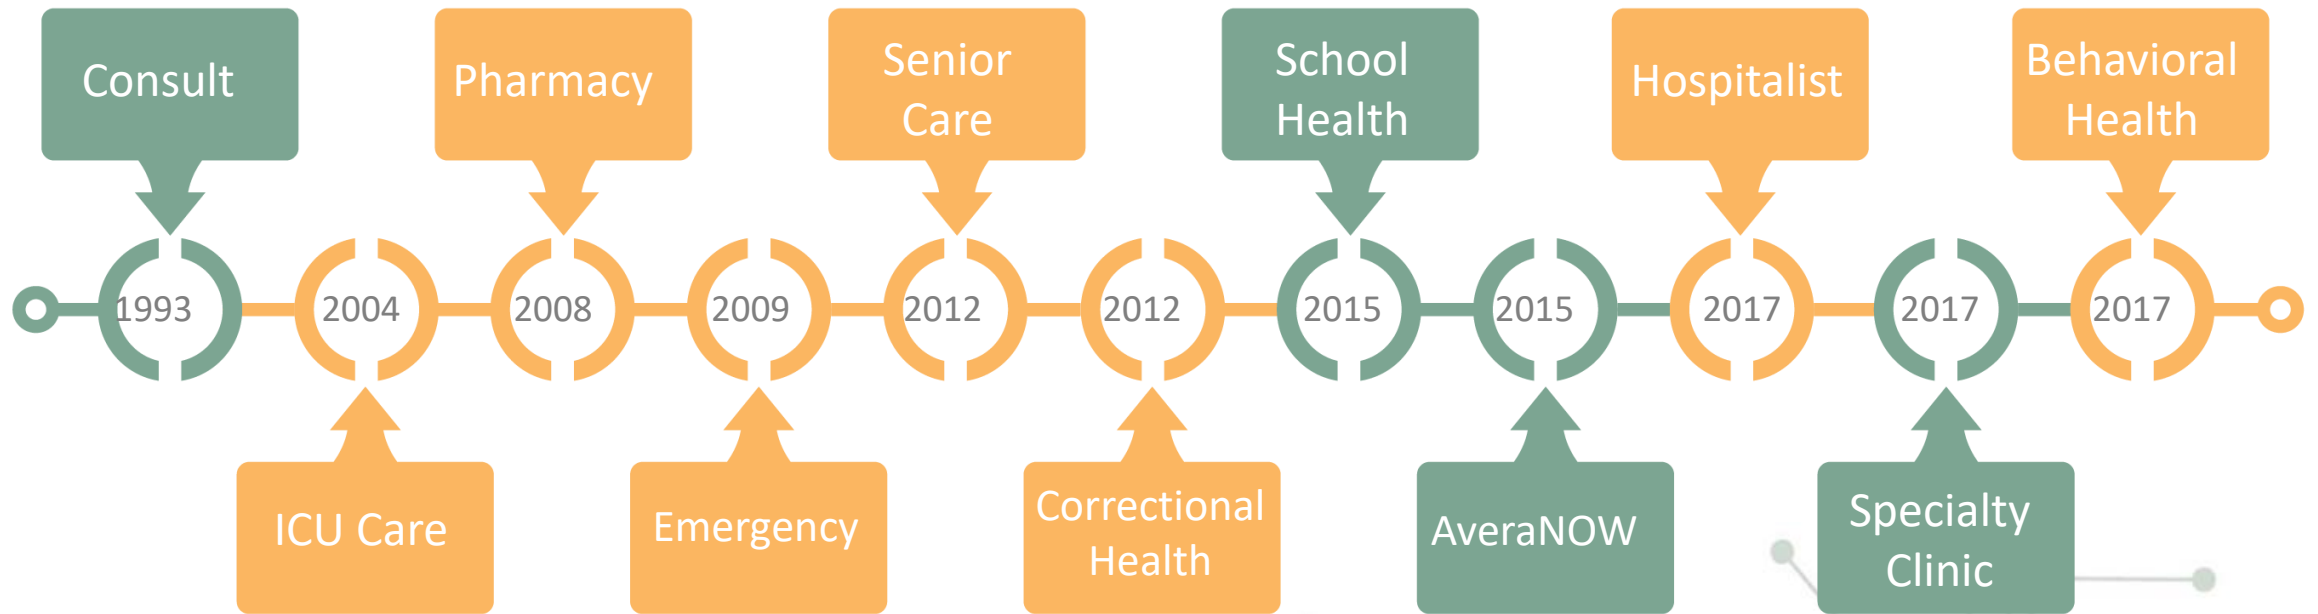 Consult
Pharmacy
Senior
Care
School
Health
Hospitalist
Behavioral
Health
1993
2004
2008
2009
2012
2012
2015
2015
2017
2017
2017
ICU Care
Emergency
Correctional
Health
AveraNOW
Specialty
Clinic